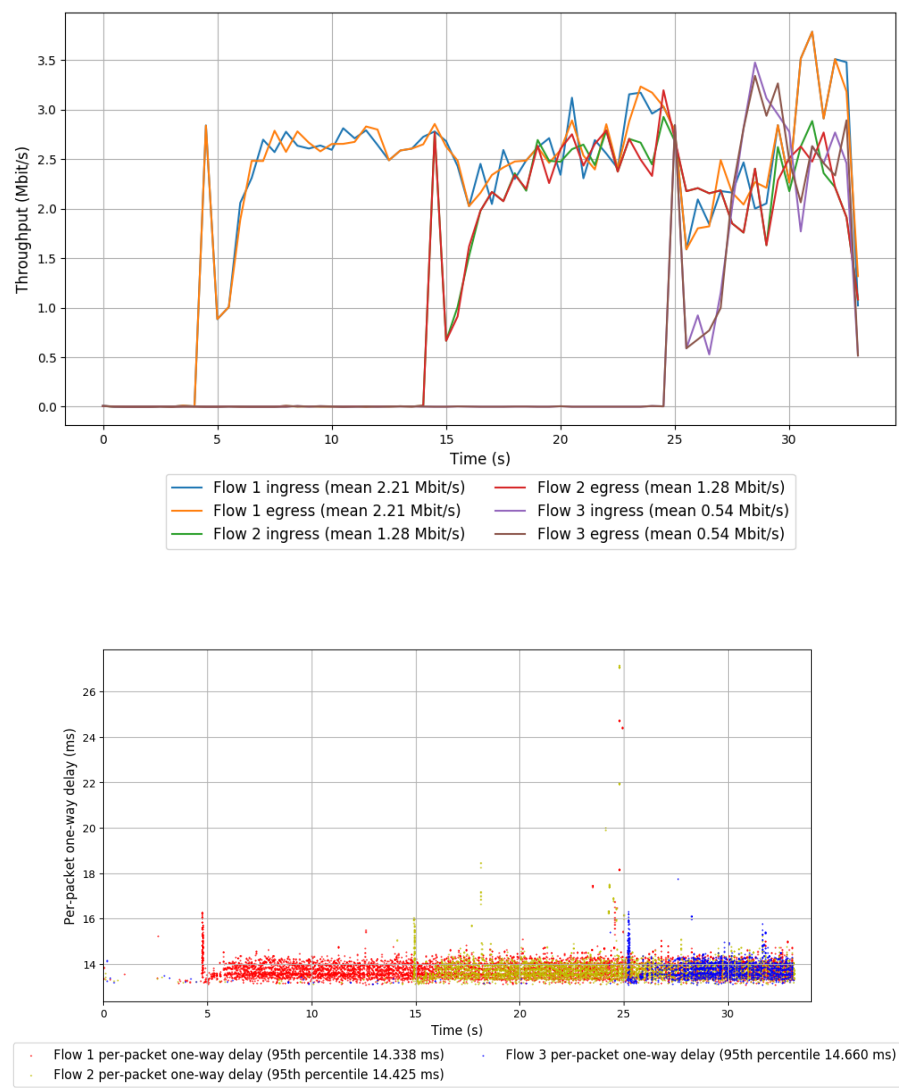 3.5
3.0
2.5
2.0
1.5
1.0
0.5
0.0
Throughput (Mbit/s)
0 5 10 15 20 25 30
Time (s)
Flow 1 ingress (mean 2.21 Mbit/s)
Flow 1 egress (mean 2.21 Mbit/s)
Flow 2 ingress (mean 1.28 Mbit/s)
Flow 2 egress (mean 1.28 Mbit/s)
Flow 3 ingress (mean 0.54 Mbit/s)
Flow 3 egress (mean 0.54 Mbit/s)
26
24
22
20
18
16
14
Per-packet one-way delay (ms)
0 5 10 15 20 25 30
Time (s)
Flow 1 per-packet one-way delay (95th percentile 14.338 ms)
Flow 2 per-packet one-way delay (95th percentile 14.425 ms)
Flow 3 per-packet one-way delay (95th percentile 14.660 ms)